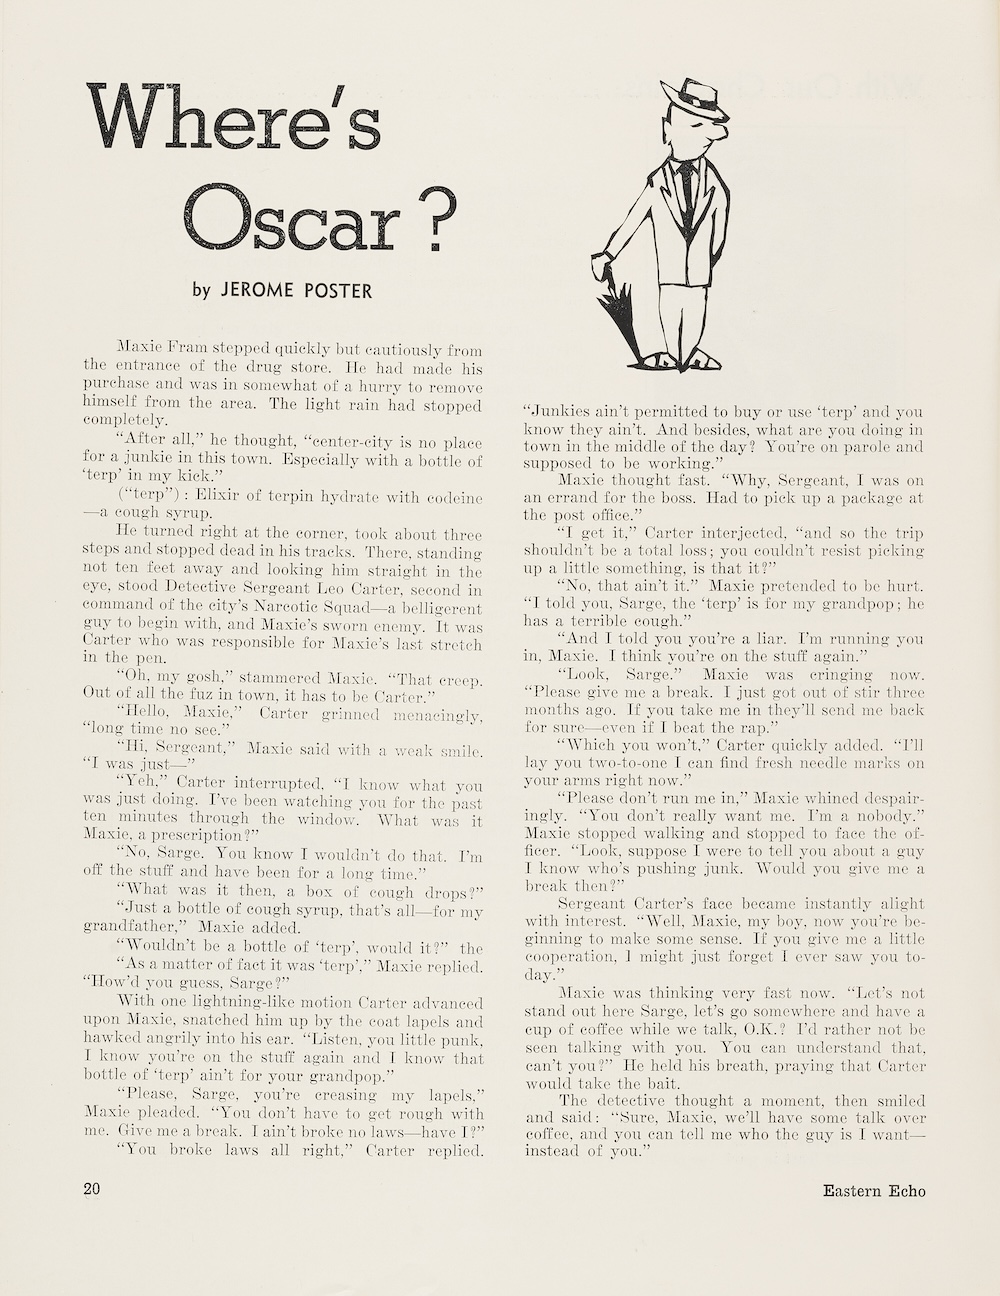 Where's
Oscar ?
by JEROME POSTER
Maxie Fram stepped quickly but cautiously from
the entrance of the drug store. He had made his
purchase and was in somewhat of a hurry to remove
himself from the area. The light rain had stopped
completely.
“After all,” he thought, “center-city is no place
for a junkie in this town. Especially with a bottle of
‘terp’ in my kick.”
(“terp”) : Elixir of terpin hydrate with codeine
—a cough syrup.
He turned right at the corner, took about three
steps and stopped dead in his tracks. There, standing
not ten feet away and looking him straight in the
eye, stood Detective Sergeant Leo Carter, second in
command of the city's Narcotic Squad—a belligerent
guy to begin with, and Maxie's sworn enemy. It was
Carter who was responsible for Maxie's last stretch
in the pen.
“Oh, my gosh,” stammered Maxie. “That creep.
Out of all the fuz in town, it has to be Carter.”
“Hello, Maxie,” Carter grinned menacingly,
“long time no see.”
“Hi, Sergeant,” Maxie said with a weak smile.
“I was just—”
“Yeh,” Carter interrupted, “I know what you
was just doing. I've been watching you for the past
ten minutes through the window. What was it
Maxie, a prescription?”
“No, Sarge. You know I wouldn't do that. I'm
off the stuff and have been for a long time.”
“What was it then, a box of cough drops?”
“Just a bottle of cough syrup, that's all—for my
grandfather,” Maxie added.
“Wouldn't be a bottle of ‘terp’, would it?” the
“As a matter of fact it was ‘terp’,” Maxie replied.
“How'd you guess, Sarge?”
With one lightning-like motion Carter advanced
upon Maxie, snatched him up by the coat lapels and
hawked angrily into his ear. “Listen, you little punk,
I know you're on the stuff again and I know that
bottle of ‘terp’ ain't for your grandpop.”
“Please, Sarge, you're creasing my lapels,”
Maxie pleaded. “You don't have to get rough with
me. Give me a break. I ain't broke no laws—have I?”
“You broke laws all right,” Carter replied.
“Junkies ain't permitted to buy or use ‘terp’ and you
know they ain't. And besides, what are you doing in
town in the middle of the day? You're on parole and
supposed to be working.”
Maxie thought fast. “Why, Sergeant, I was on
an errand for the boss. Had to pick up a package at
the post office.”
“I get it,” Carter interjected, “and so the trip
shouldn't be a total loss; you couldn't resist picking
up a little something, is that it?”
“No, that ain't it.” Maxie pretended to be hurt.
“I told you, Sarge, the ‘terp’ is for my grandpop; he
has a terrible cough.”
“And I told you you're a liar. I'm running you
in, Maxie. I think you're on the stuff again.”
“Look, Sarge.” Maxie was cringing now.
“Please give me a break. I just got out of stir three
months ago. If you take me in they'll send me back
for sure—even if I beat the rap.”
“Which you won't,” Carter quickly added. “I'll
lay you two-to-one I can find fresh needle marks on
your arms right now.”
“Please don't run me in,” Maxie whined despair-
ingly. “You don't really want me. I'm a nobody.”
Maxie stopped walking and stopped to face the of-
ficer. “Look, suppose I were to tell you about a guy
I know who's pushing junk. Would you give me a
break then?”
Sergeant Carter's face became instantly alight
with interest. “Well, Maxie, my boy, now you're be-
ginning to make some sense. If you give me a little
cooperation, I might just forget I ever saw you to-
day.”
Maxie was thinking very fast now. “Let's not
stand out here Sarge, let's go somewhere and have a
cup of coffee while we talk, O.K.? I'd rather not be
seen talking with you. You can understand that,
can't you?” He held his breath, praying that Carter
would take the bait.
The detective thought a moment, then smiled
and said: “Sure, Maxie, we'll have some talk over
coffee, and you can tell me who the guy is I want—
instead of you.”
20
Eastern Echo